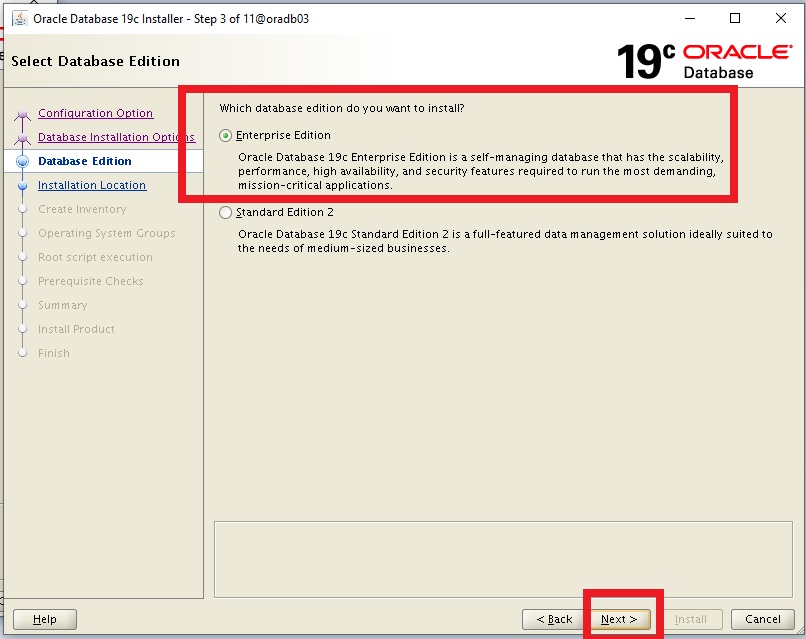 Oracle Database 19c Installer - Step 3 of 11@oradb03
Select Database Edition
19c ORACLE
Database
Configuration Option
Database Installation Options
Database Edition
Installation Location
Create Inventory
Operating System Groups
Root script execution
Prerequisite Checks
Summary
Install Product
Finish
Which database edition do you want to install?
Enterprise Edition
Oracle Database 19c Enterprise Edition is a self-managing database that has the scalability,
performance, high availability, and security features required to run the most demanding,
mission-critical applications.
Standard Edition 2
Oracle Database 19c Standard Edition 2 is a full-featured data management solution ideally suited to
the needs of medium-sized businesses.
Help
< Back
Next >
Install
Cancel